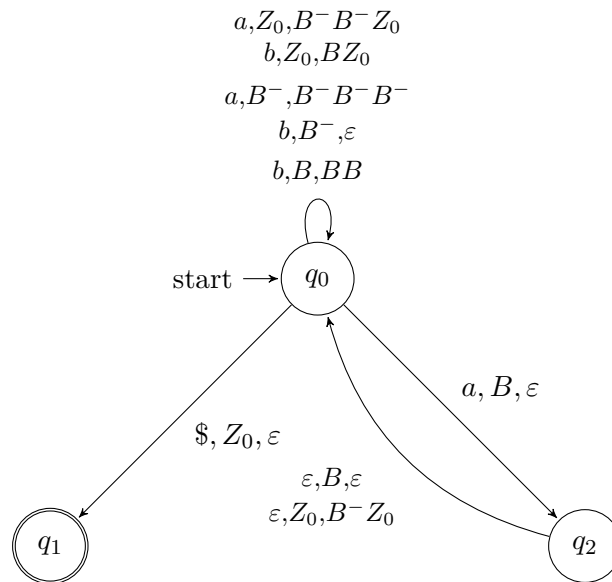 a,Z₀,B⁻B⁻Z₀
b,Z₀,BZ₀
a,B⁻,B⁻B⁻B⁻
b,B⁻,ε
b,B,BB
start
q₀
a, B, ε
$, Z₀, ε
ε,B,ε
ε,Z₀,B⁻Z₀
q₁
q₂